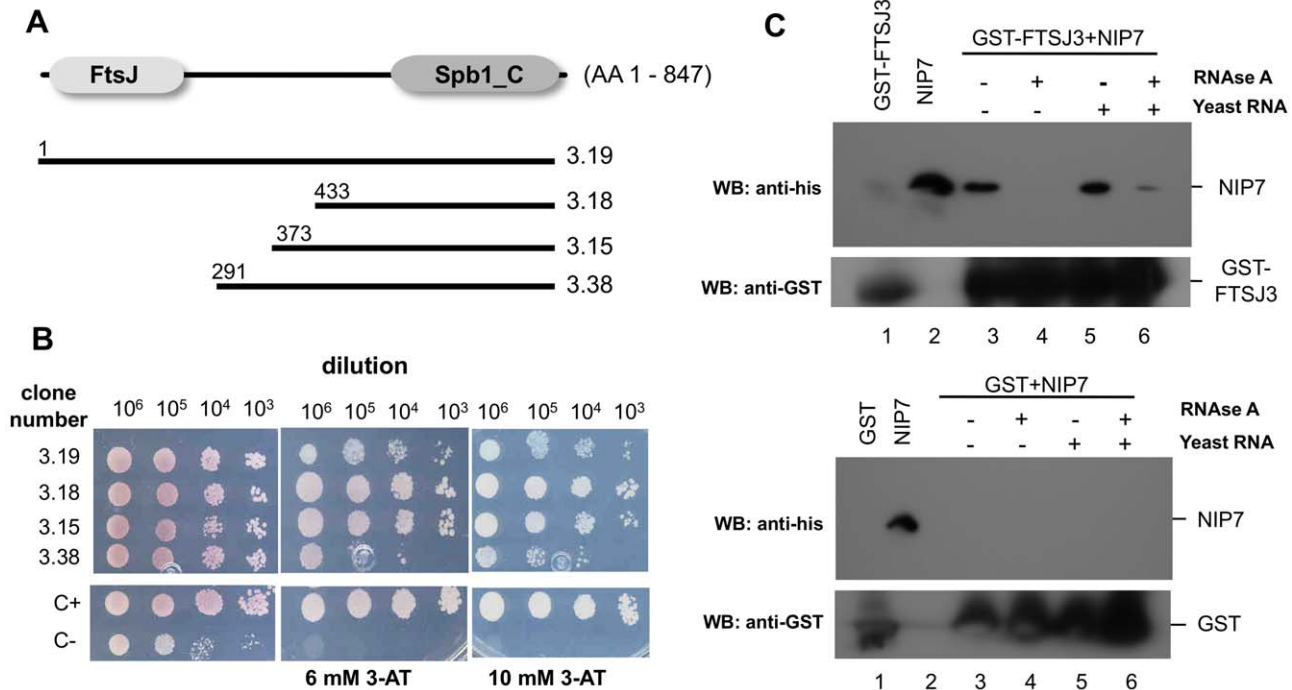 A
FtsJ
Spb1_C
(AA 1 - 847)
1
3.19
433
3.18
373
3.15
291
3.38
B
dilution
clone number
10⁶ 10⁵ 10⁴ 10³
10⁶ 10⁵ 10⁴ 10³
10⁶ 10⁵ 10⁴ 10³
3.19
3.18
3.15
3.38
C+
C-
6 mM 3-AT
10 mM 3-AT
C
GST-FTSJ3
NIP7
GST-FTSJ3+NIP7
- + - + RNAse A
- - + + Yeast RNA
WB: anti-his
NIP7
WB: anti-GST
GST-FTSJ3
1 2 3 4 5 6
GST
NIP7
GST+NIP7
- + - + RNAse A
- - + + Yeast RNA
WB: anti-his
NIP7
WB: anti-GST
GST
1 2 3 4 5 6